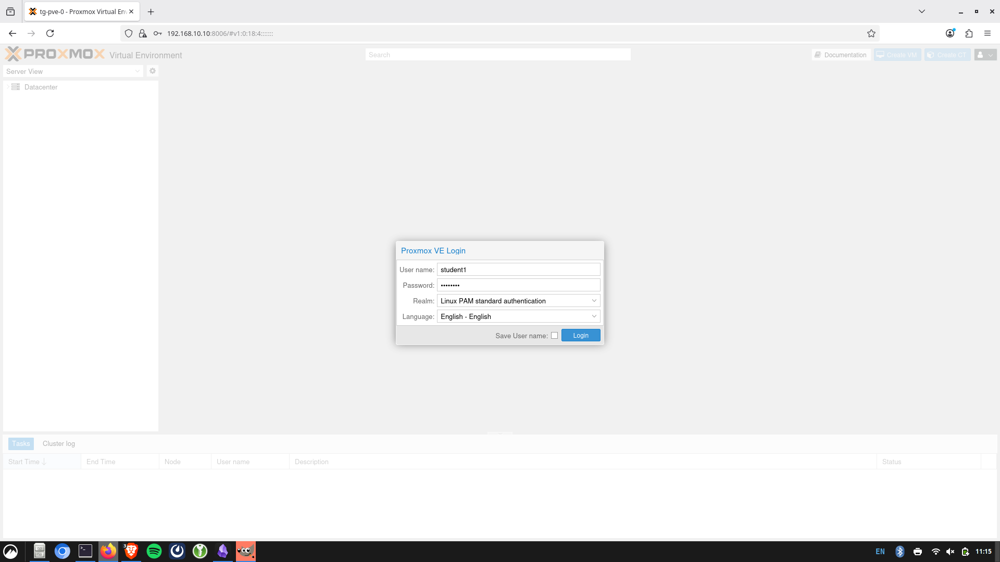 tg-pve-0 - Proxmox Virtual En
192.168.10.10:8006/#v1:0:18:4:::::::
PROXMOX Virtual Environment
Search
Documentation
Create VM
Create CT
Server View
Datacenter
Proxmox VE Login
User name: student1
Password: ••••••••
Realm: Linux PAM standard authentication
Language: English - English
Save User name:
Login
Tasks
Cluster log
Start Time
End Time
Node
User name
Description
Status
3
EN
11:15